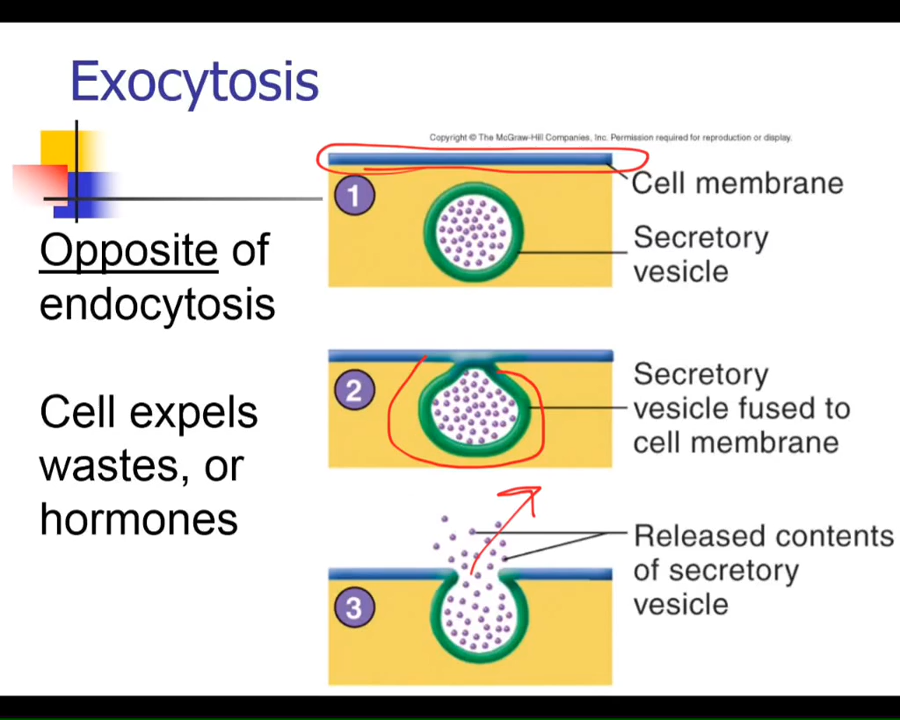 Exocytosis
Copyright © The McGraw-Hill Companies, Inc. Permission required for reproduction or display.
Opposite of
endocytosis
Cell expels
wastes, or
hormones
1
Cell membrane
Secretory
vesicle
2
Secretory
vesicle fused to
cell membrane
3
Released contents
of secretory
vesicle